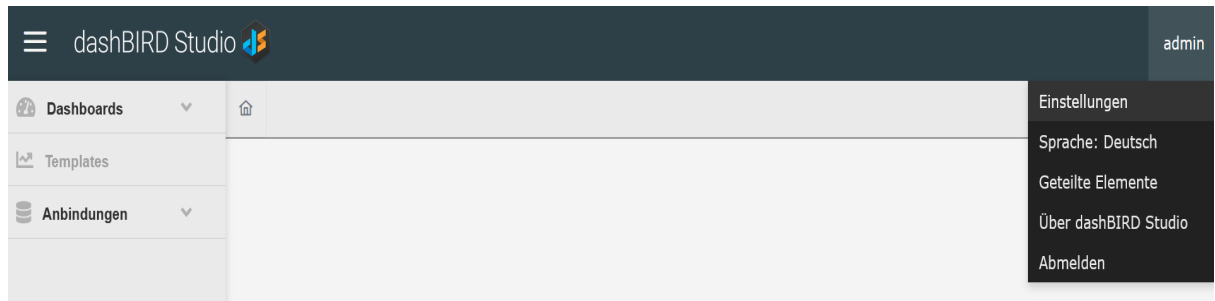 dashBIRD Studio
admin
Dashboards
Templates
Anbindungen
Einstellungen
Sprache: Deutsch
Geteilte Elemente
Über dashBIRD Studio
Abmelden